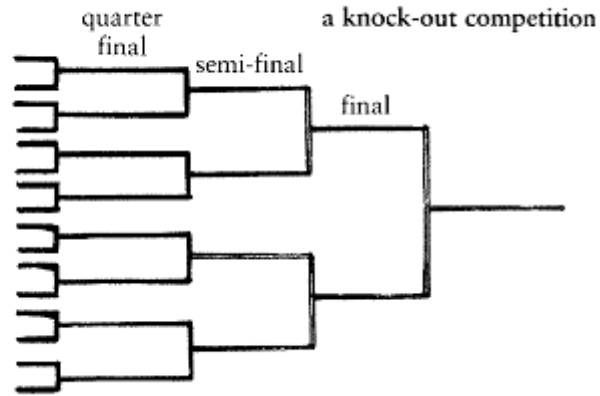 a knock-out competition
quarter
final
semi-final
final